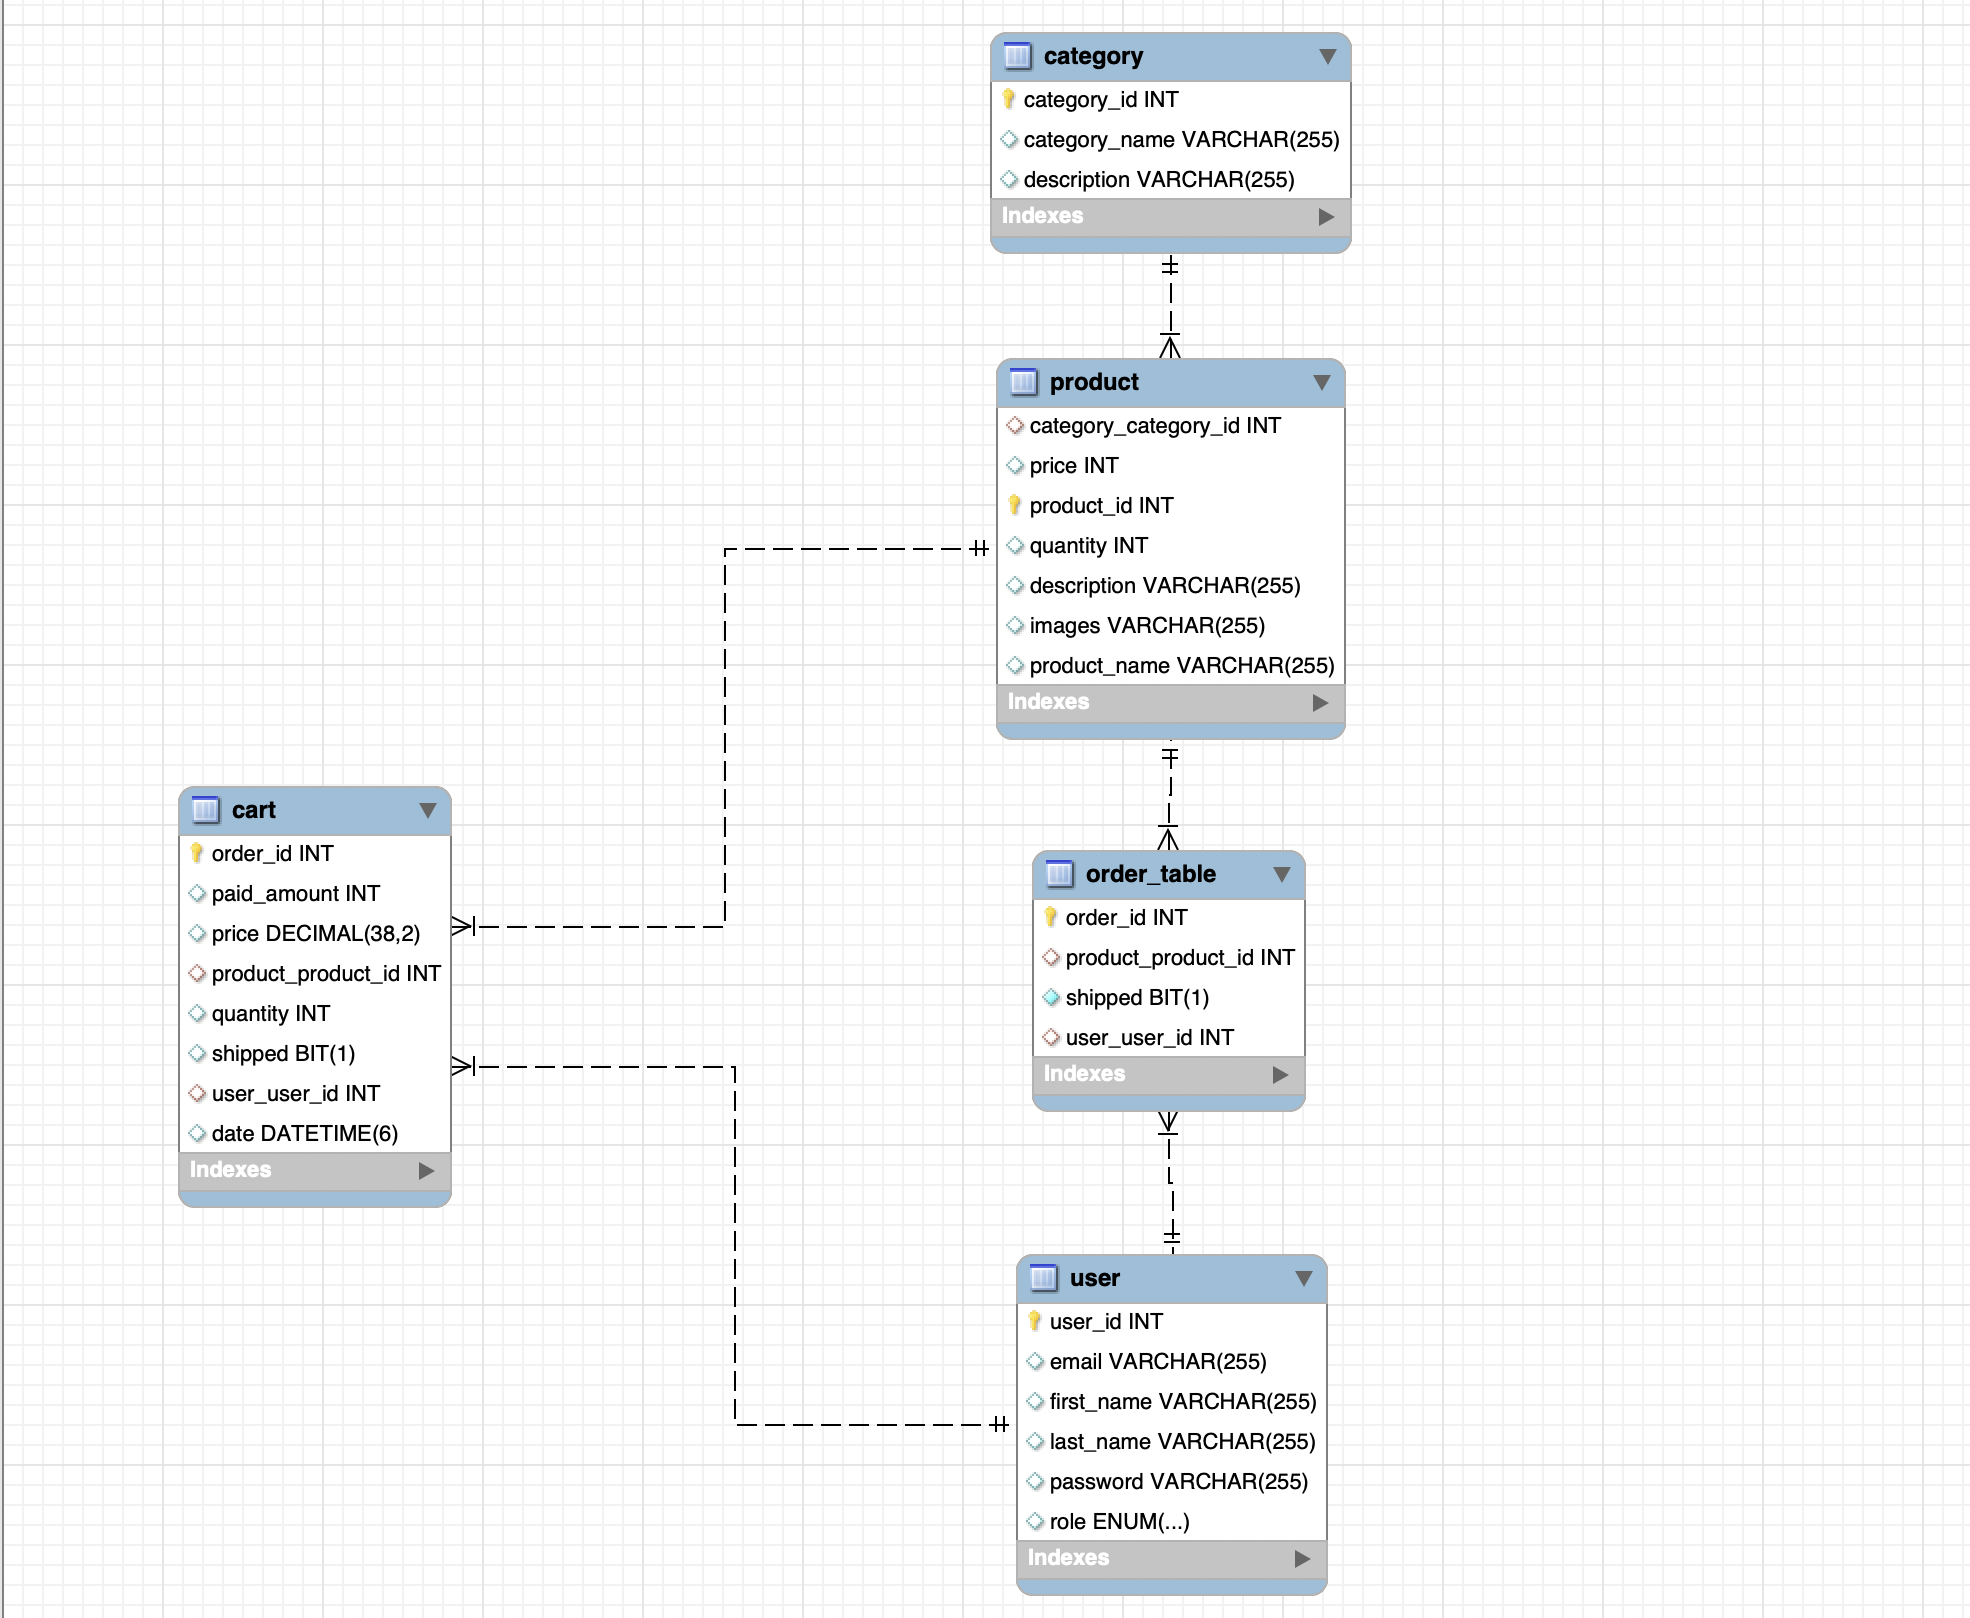 category
category_id INT
category_name VARCHAR(255)
description VARCHAR(255)
Indexes
product
category_category_id INT
price INT
product_id INT
quantity INT
description VARCHAR(255)
images VARCHAR(255)
product_name VARCHAR(255)
Indexes
cart
order_id INT
paid_amount INT
price DECIMAL(38,2)
product_product_id INT
quantity INT
shipped BIT(1)
user_user_id INT
date DATETIME(6)
Indexes
order_table
order_id INT
product_product_id INT
shipped BIT(1)
user_user_id INT
Indexes
user
user_id INT
email VARCHAR(255)
first_name VARCHAR(255)
last_name VARCHAR(255)
password VARCHAR(255)
role ENUM(...)
Indexes